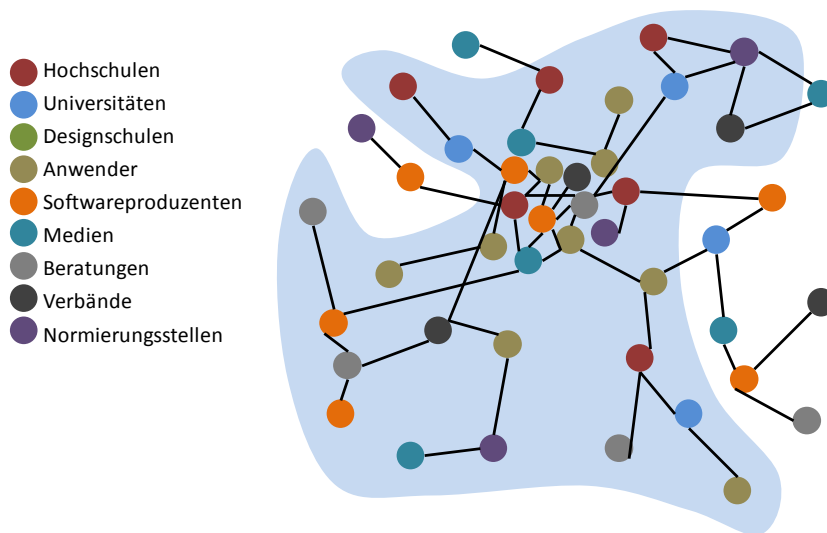 Hochschulen
Universitäten
Designschulen
Anwender
Softwareproduzenten
Medien
Beratungen
Verbände
Normierungsstellen